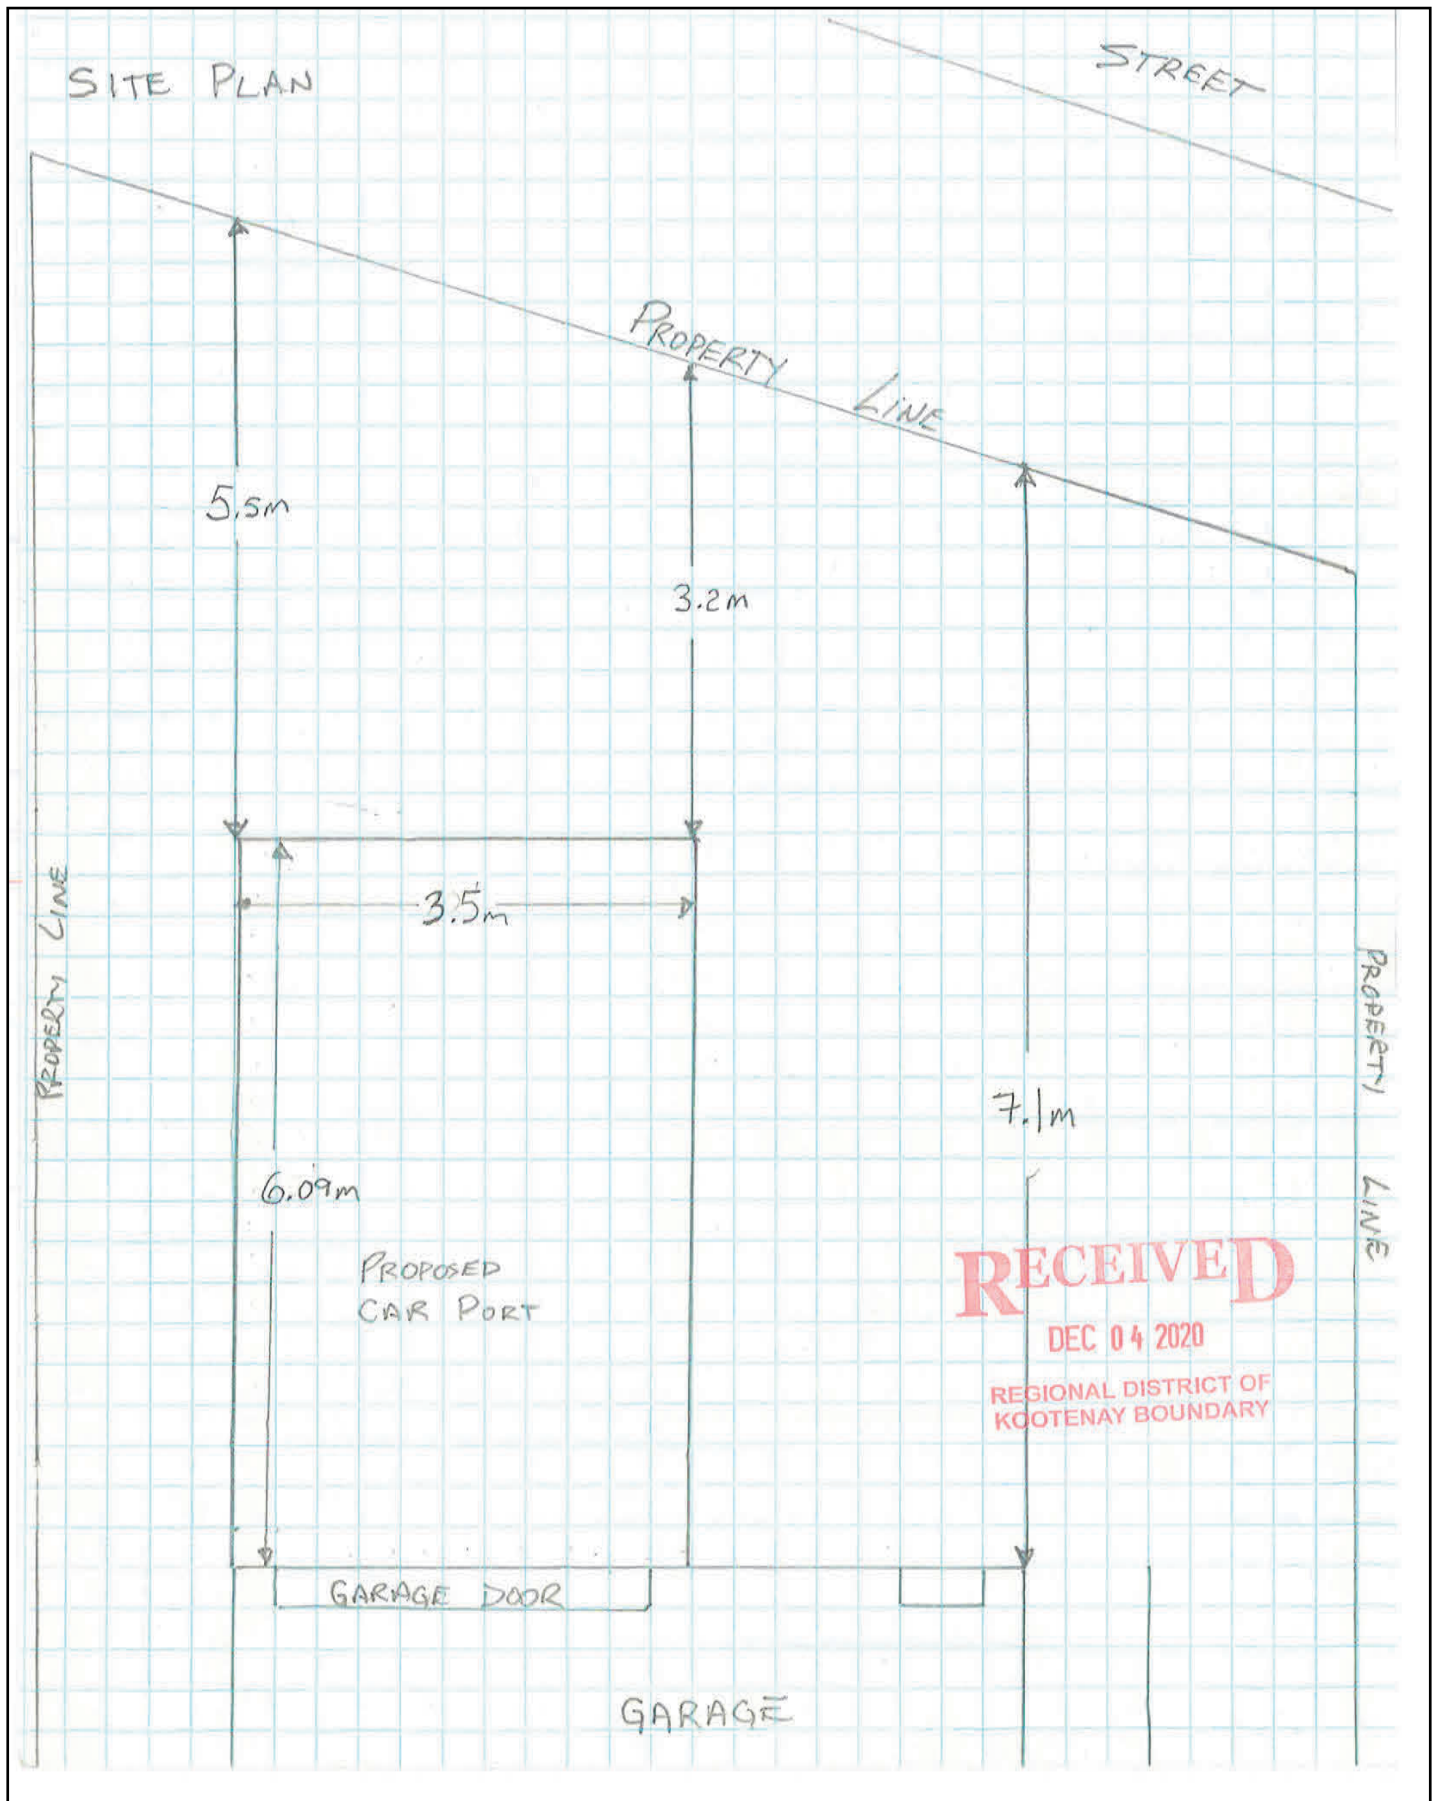 SITE PLAN
STREET
PROPERTY LINE
5.5m
3.2m
3.5m
PROPERTY LINE
PROPERTY LINE
7.1m
6.09m
PROPOSED
CAR PORT
RECEIVED
DEC 04 2020
REGIONAL DISTRICT OF
KOOTENAY BOUNDARY
GARAGE DOOR
GARAGE